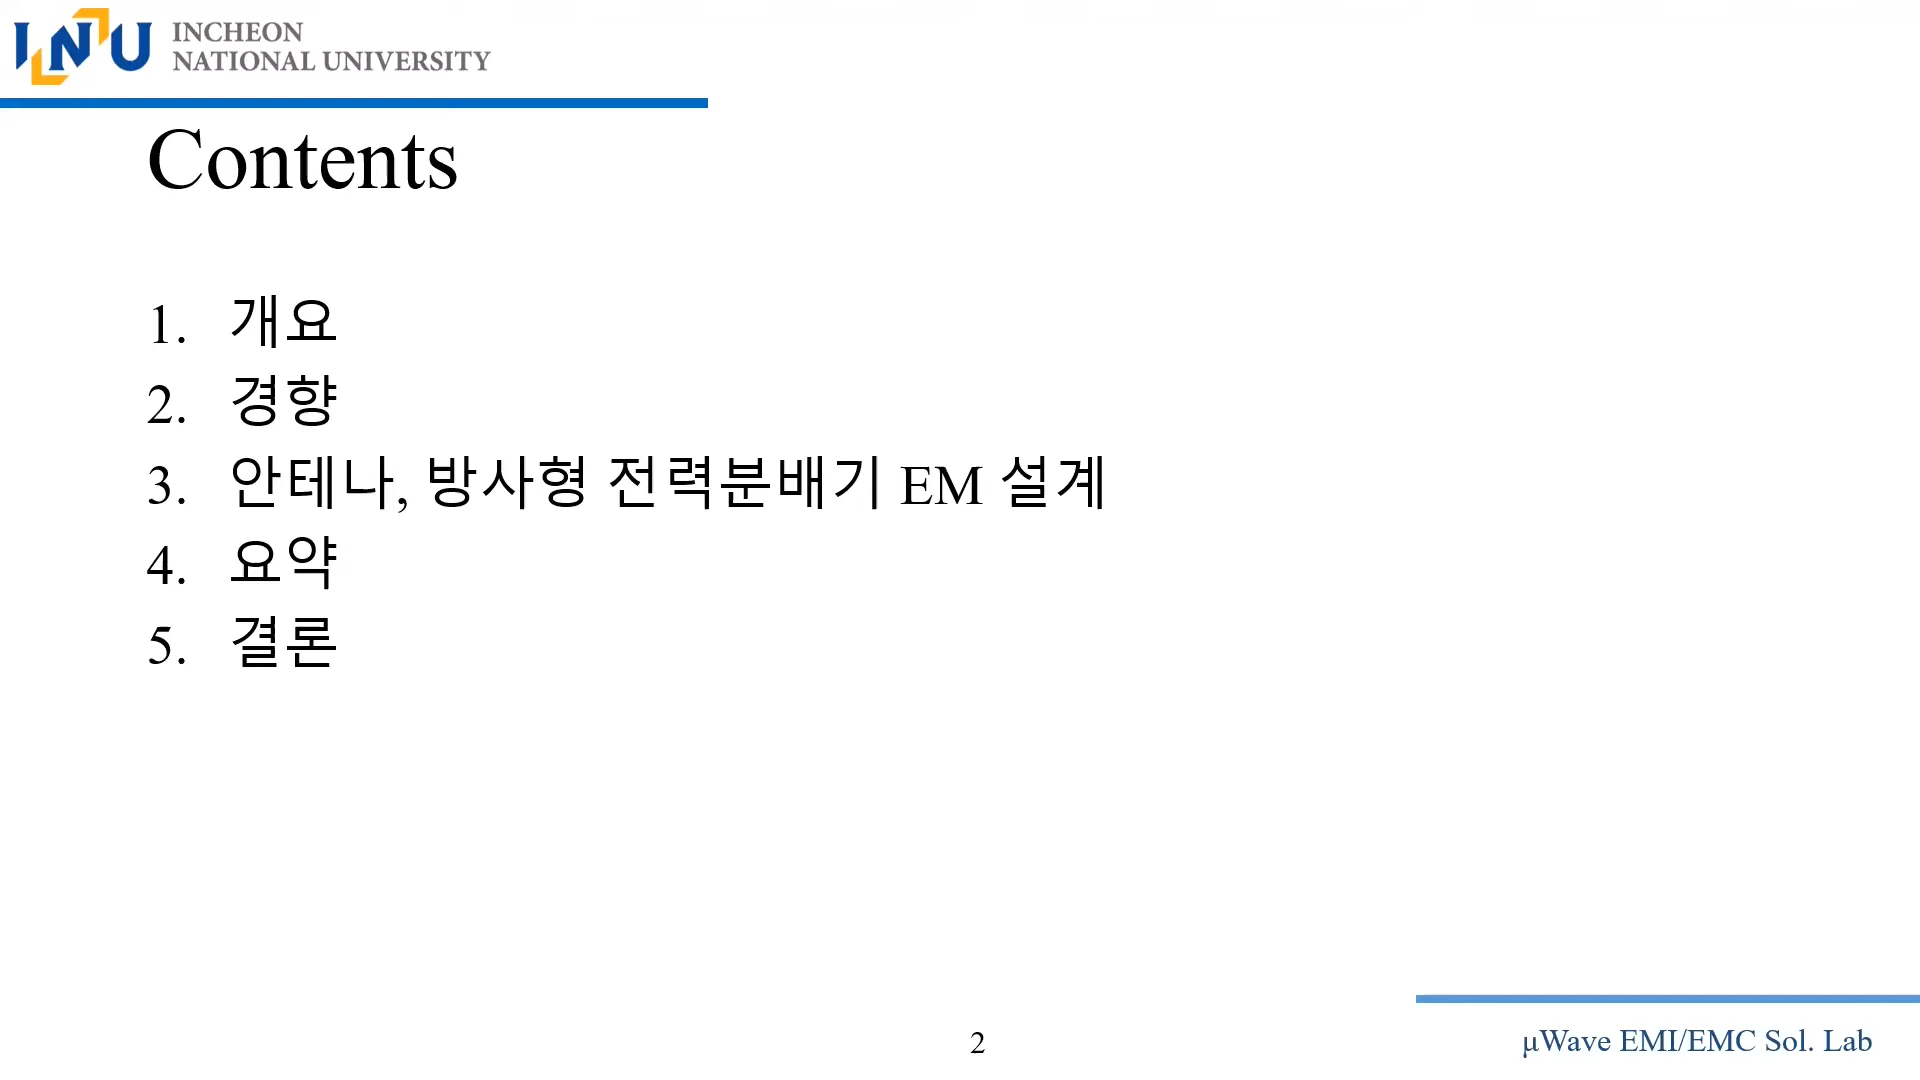 INU INCHEON
NATIONAL UNIVERSITY
Contents
1. 개요
2. 경향
3. 안테나, 방사형 전력분배기 EM 설계
4. 요약
5. 결론
2
μWave EMI/EMC Sol. Lab